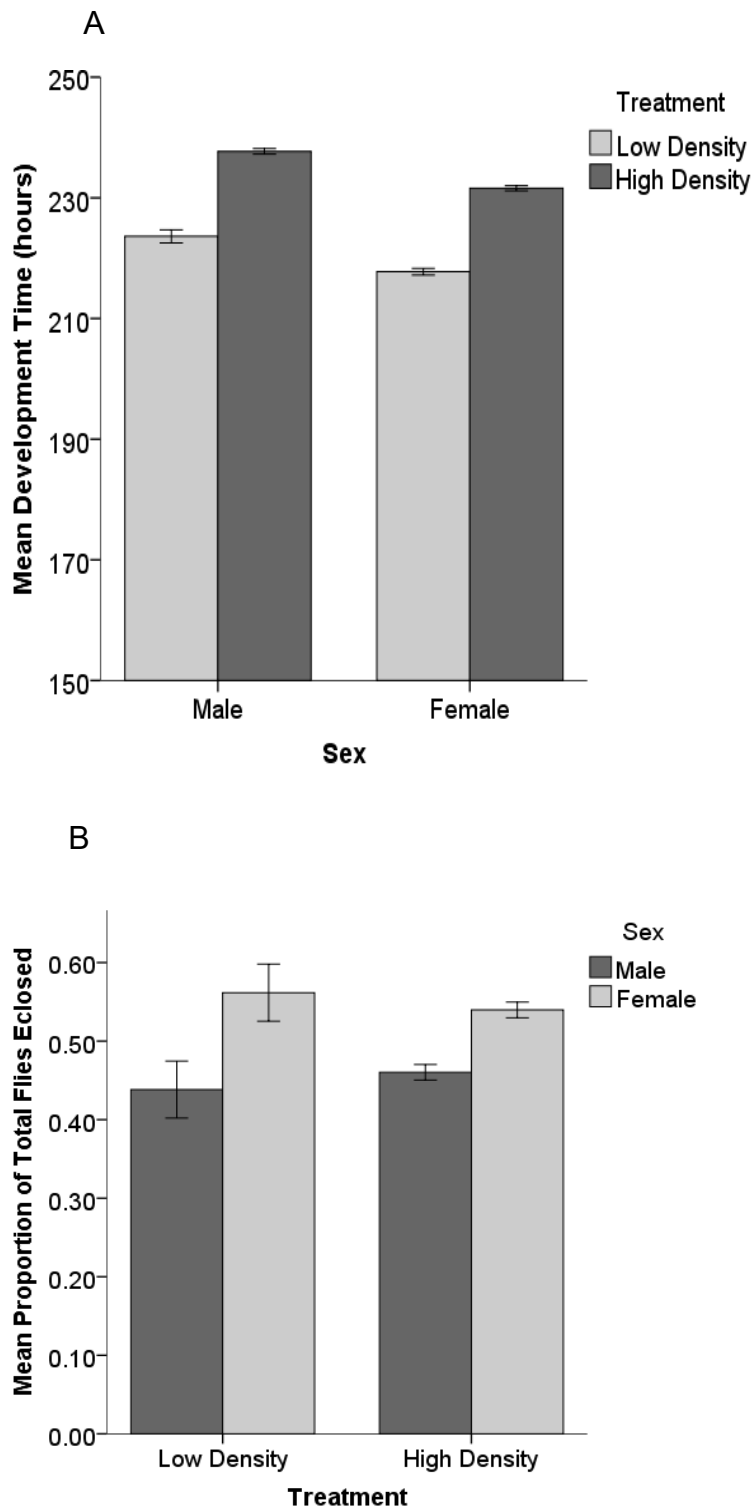 A
Treatment
Low Density
High Density
Mean Development Time (hours)
250
230
210
190
170
150
Male
Female
Sex
B
Sex
Male
Female
Mean Proportion of Total Flies Eclosed
0.60
0.50
0.40
0.30
0.20
0.10
0.00
Low Density
High Density
Treatment